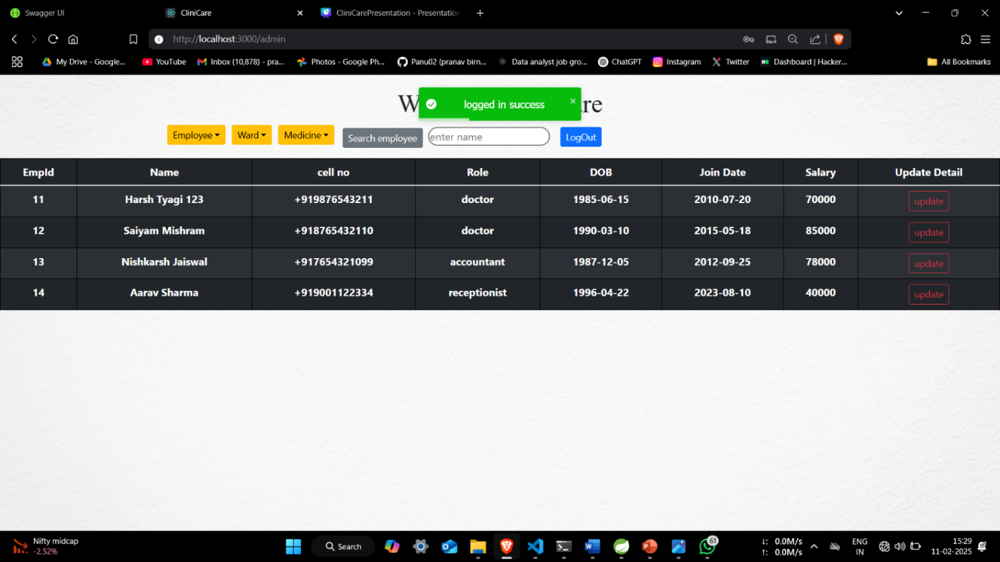 Swagger UI
CliniCare
CliniCarePresentation - Presentation
http://localhost:3000/admin
My Drive - Google...
YouTube
Inbox (10,878) - pra...
Photos - Google Ph...
Panu02 (pranav birn...
Data analyst job gro...
ChatGPT
Instagram
Twitter
Dashboard | Hacker...
All Bookmarks
logged in success
Employee
Ward
Medicine
Search employee
enter name
LogOut
EmpId Name cell no Role DOB Join Date Salary Update Detail
11 Harsh Tyagi 123 +919876543211 doctor 1985-06-15 2010-07-20 70000 update
12 Saiyam Mishram +918765432110 doctor 1990-03-10 2015-05-18 85000 update
13 Nishkarsh Jaiswal +917654321099 accountant 1987-12-05 2012-09-25 78000 update
14 Aarav Sharma +919001122334 receptionist 1996-04-22 2023-08-10 40000 update
Nifty midcap
-2.52%
Search
61
0.0M/s
0.0M/s
ENG
IN
15:29
11-02-2025